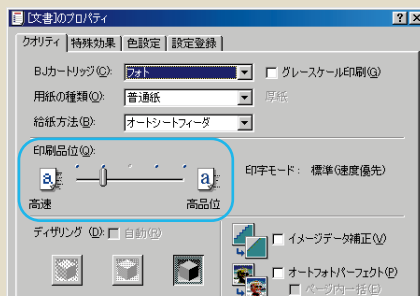 [文書]のプロパティ
クオリティ 特殊効果 色設定 設定登録
BJカートリッジ(C): フォト グレースケール印刷(G)
用紙の種類(O): 普通紙 厚紙
給紙方法(B): オートシートフィーダ
印刷品位(Q):
a a
高速 高品位
印字モード: 標準(速度優先)
ディザリング (D): 自動(R)
イメージデータ補正(V)
オートフォトパーフェクト(P)
ページ内一括(E)